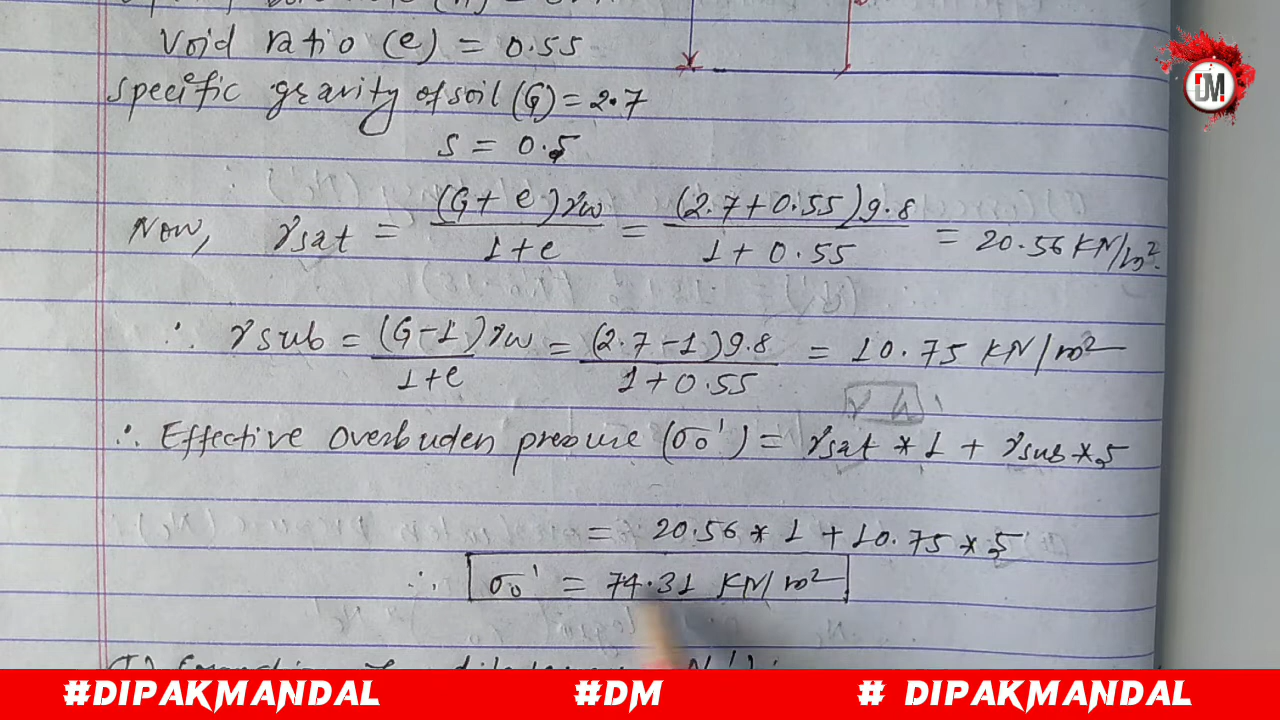 Void ratio (e) = 0.55
Specific gravity of soil (G) = 2.7
S = 0.5
Now, γsat = (G + e)γw / 1+e = (2.7+0.55)9.8 / 1+0.55 = 20.56 KN/m².
∴ γsub = (G-1)γw / 1+e = (2.7-1)9.8 / 1+0.55 = 10.75 KN/m²
γ h'
∴ Effective Overbuden pressure (σo') = γsat * 1 + γsub * 5
= 20.56 * 1 + 10.75 * 5
∴ σo' = 74.31 KN/m²
DM
#DIPAKMANDAL #DM # DIPAKMANDAL